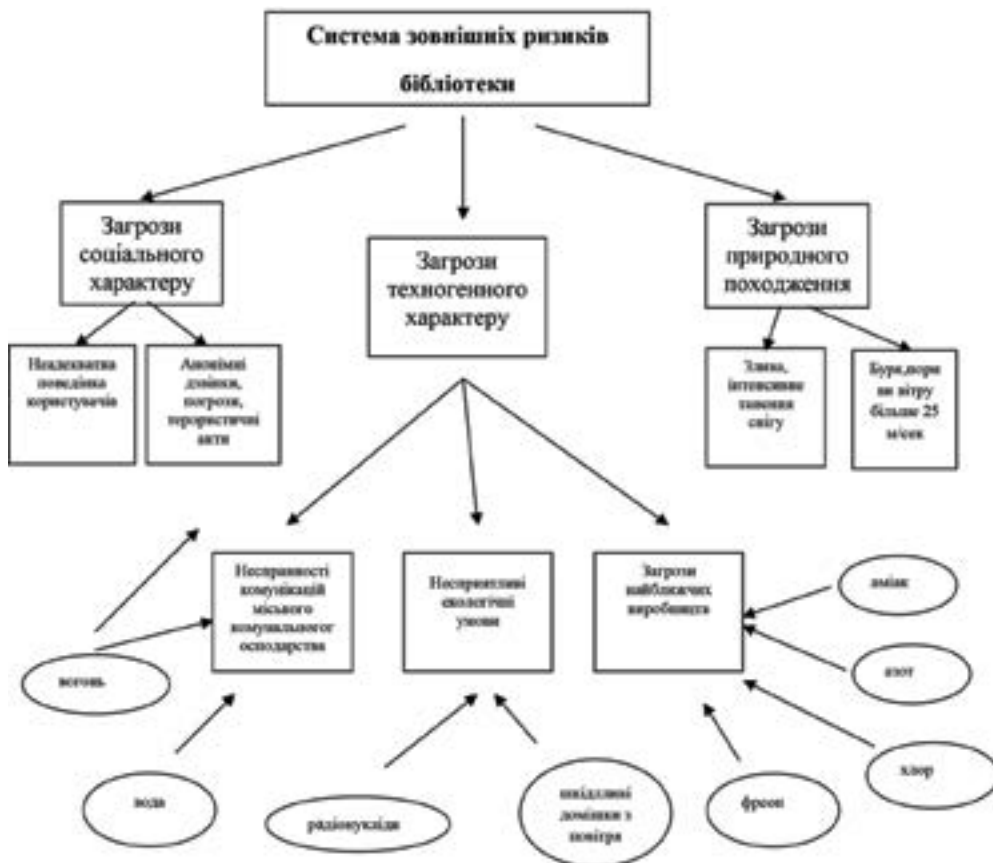 Система зовнішніх ризиків
бібліотеки
Загрози
соціального
характеру
Загрози
техногенного
характеру
Загрози
природного
походження
Неадекватна
поведінка
користувачів
Анонімні
дзвінки,
погрози,
терористичні
акти
Злива,
інтенсивне
танення
снігу
Буря,пори
ви вітру
більше 25
м/сек
Несправності
комунікацій
міського
комунальногог
осподарства
Несприятливі
екологічні
умови
Загрози
найближчих
виробництв
аміак
вогонь
азот
хлор
вода
радіонукліди
шкідливі
домішки з
повітря
фреон